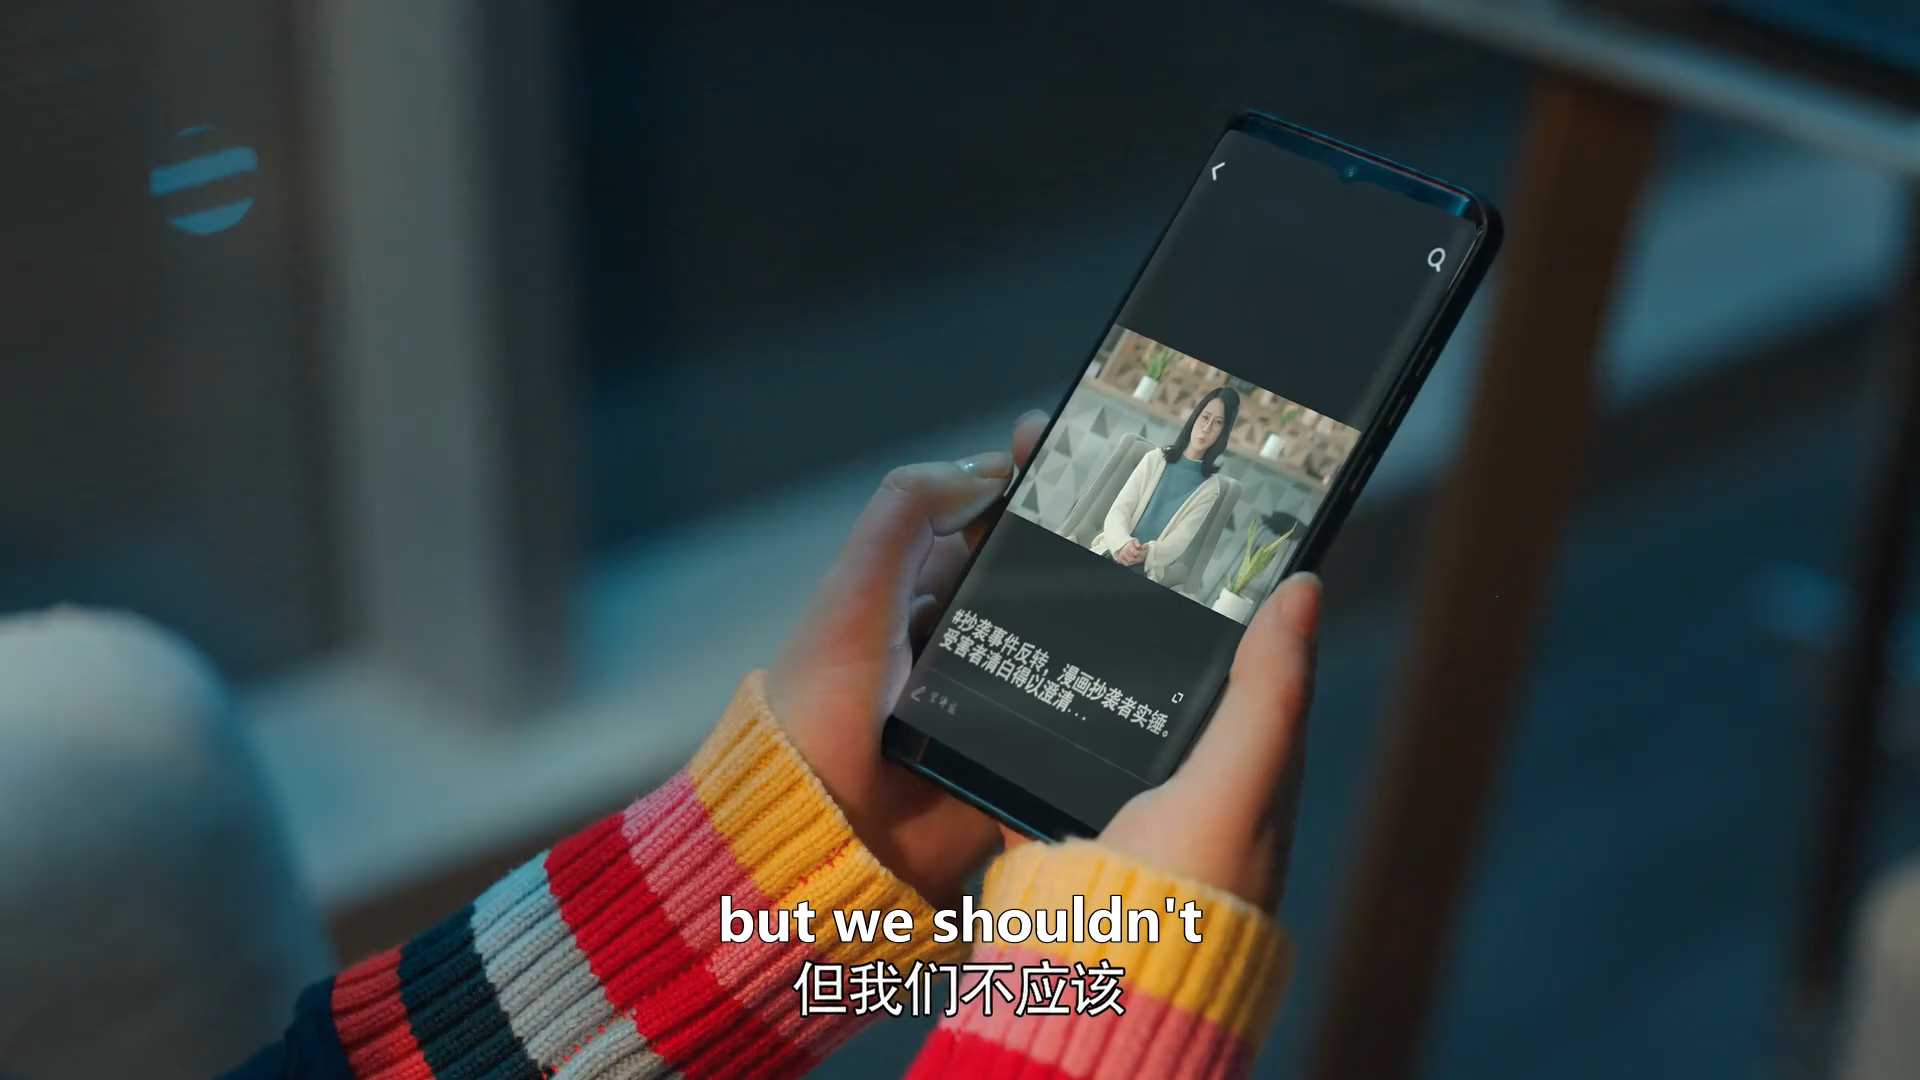 #抄袭事件反转，漫画抄袭者实锤。
受害者清白得以澄清...
but we shouldn't
但我们不应该